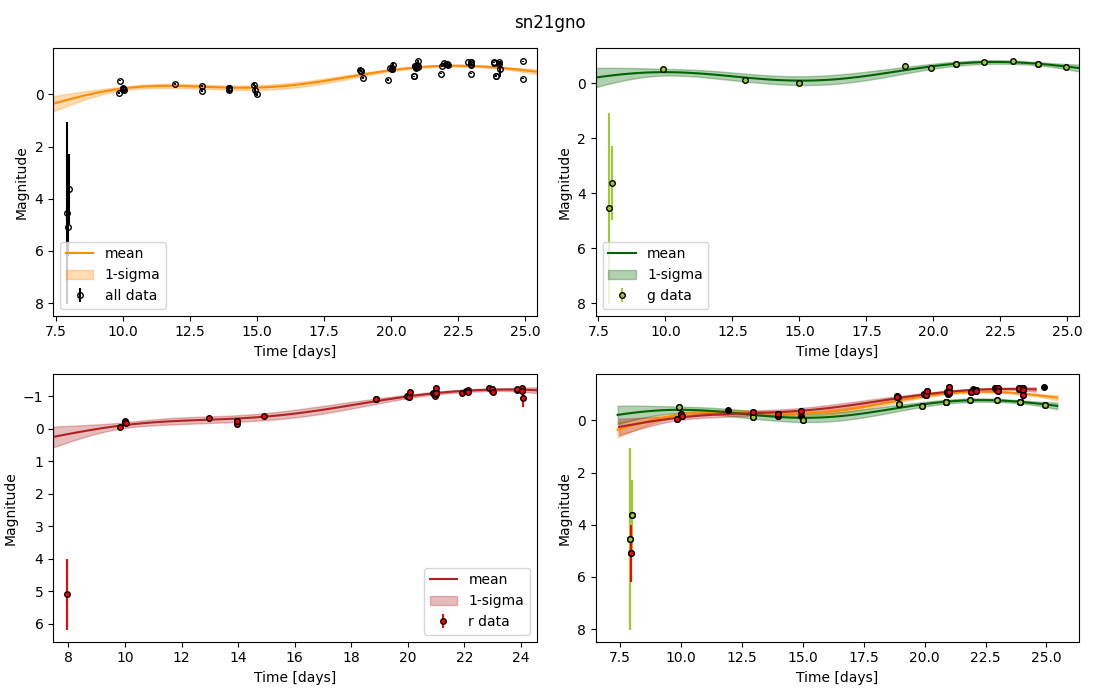 sn21gno
0
2
4
6
8
Magnitude
mean
1-sigma
all data
7.5 10.0 12.5 15.0 17.5 20.0 22.5 25.0
Time [days]
0
2
4
6
8
Magnitude
mean
1-sigma
g data
7.5 10.0 12.5 15.0 17.5 20.0 22.5 25.0
Time [days]
−1
0
1
2
3
4
5
6
Magnitude
mean
1-sigma
r data
8 10 12 14 16 18 20 22 24
Time [days]
0
2
4
6
8
Magnitude
7.5 10.0 12.5 15.0 17.5 20.0 22.5 25.0
Time [days]